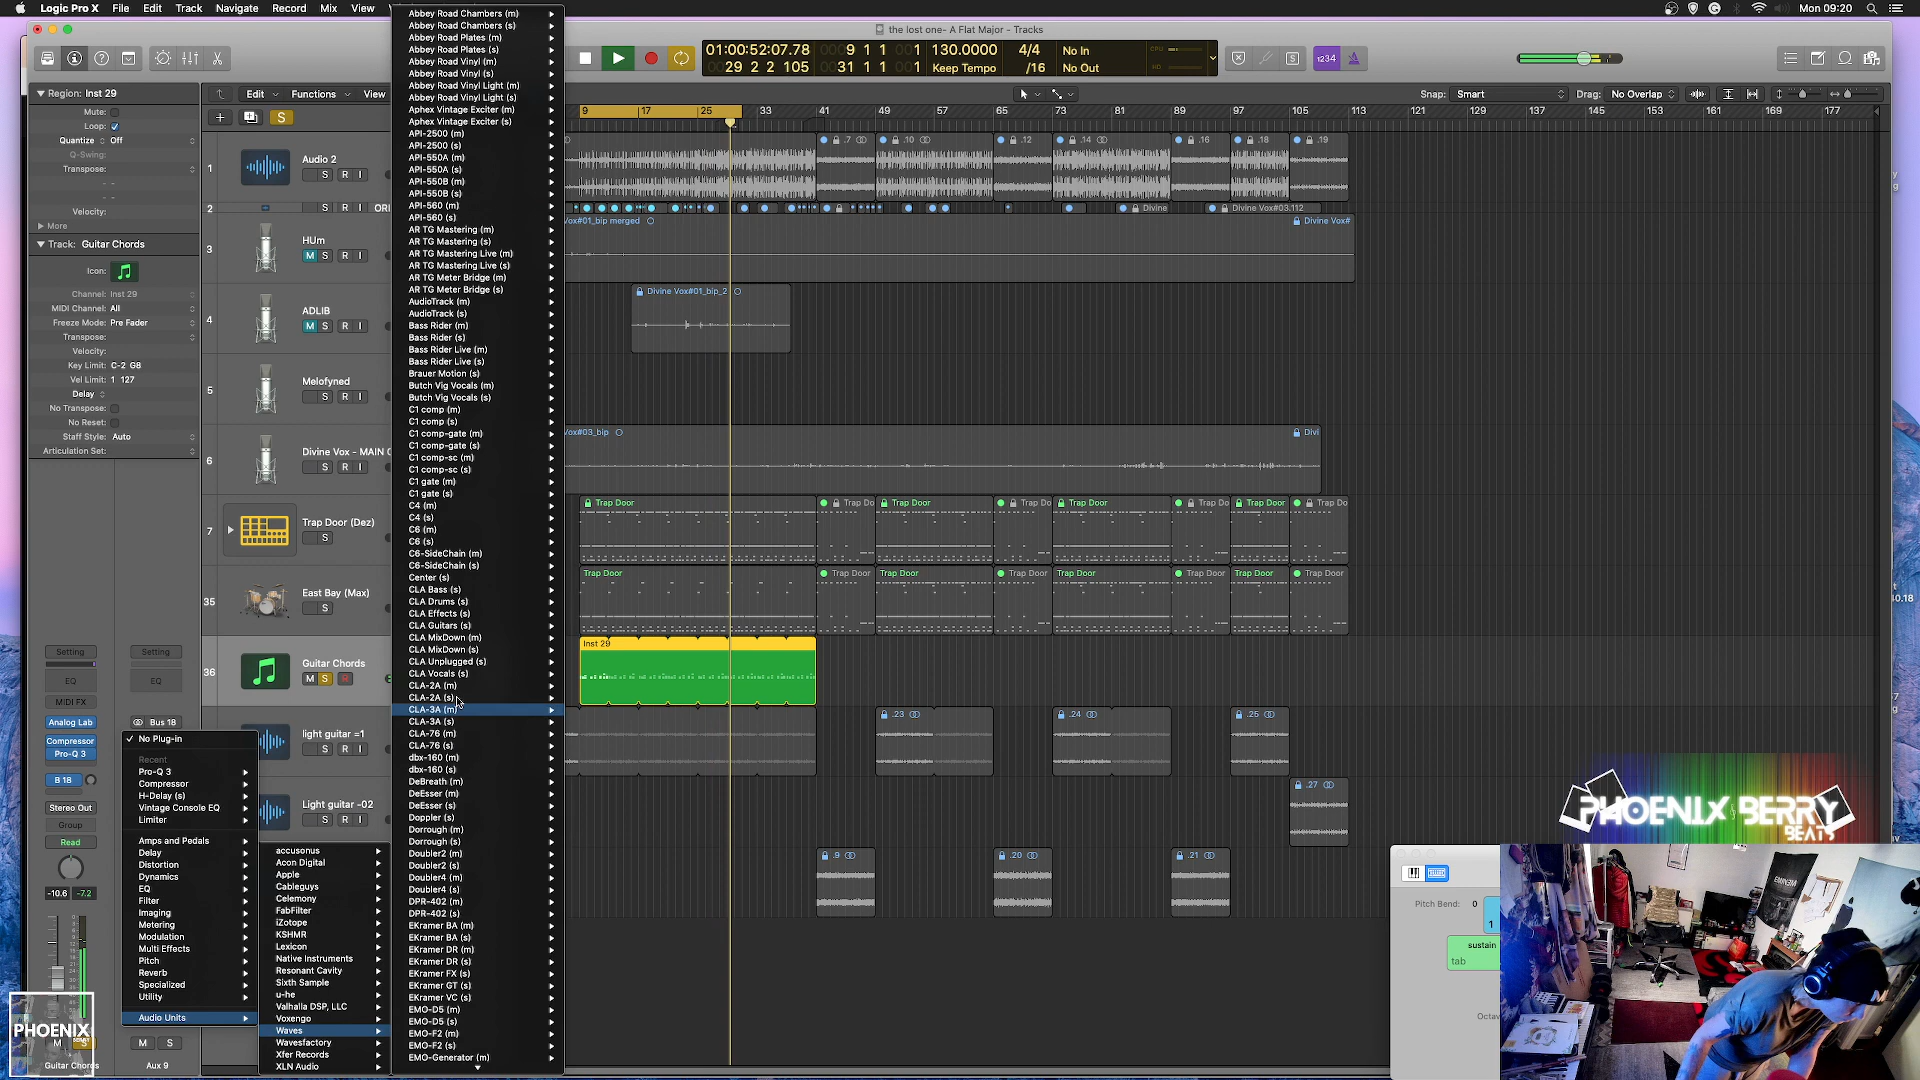 Logic Pro X File Edit Track Navigate Record Mix View Mon 09:20
the lost one- A Flat Major - Tracks
01:00:52:07.78 9 1 1 1 130.0000 4/4 No In
29 2 2 105 31 1 1 1 Keep Tempo /16 No Out
1234
Region: Inst 29
Mute:
Loop:
Quantize Off
Q-Swing:
Transpose:
Velocity:
More
Track: Guitar Chords
Icon:
Channel: Inst 29
MIDI Channel: All
Freeze Mode: Pre Fader
Transpose:
Velocity:
Key Limit: C-2 G8
Vel Limit: 1 127
Delay
No Transpose:
No Reset:
Staff Style: Auto
Articulation Set:
Edit Functions View
Snap: Smart Drag: No Overlap
9 17 25 33 41 49 57 65 73 81 89 97 105 113 121 129 137 145 153 161 169 177
1 Audio 2
S R I
2 S R I
3 HUm
M S R I
4 ADLIB
M S R I
5 Melofyned
S R I
6 Divine Vox - MAIN
S R I
7 Trap Door (Dez)
S
35 East Bay (Max)
S
36 Guitar Chords
M S R
light guitar =1
S R I
Light guitar -02
S R I
.7 .10 .12 .14 .16 .18 .19
Divine Divine Vox#03.112
Vox#01_bip merged Divine Vox#
Divine Vox#01_bip_2
Vox#03_bip Divi
Trap Door Trap Do Trap Door Trap Do Trap Door Trap Do Trap Door Trap Do
Trap Door Trap Door Trap Door Trap Door Trap Door Trap Door Trap Door Trap Door
Inst 29
.23 .24 .25
.27
.9 .20 .21
Abbey Road Chambers (m)
Abbey Road Chambers (s)
Abbey Road Plates (m)
Abbey Road Plates (s)
Abbey Road Vinyl (m)
Abbey Road Vinyl (s)
Abbey Road Vinyl Light (m)
Abbey Road Vinyl Light (s)
Aphex Vintage Exciter (m)
Aphex Vintage Exciter (s)
API-2500 (m)
API-2500 (s)
API-550A (m)
API-550A (s)
API-550B (m)
API-550B (s)
API-560 (m)
API-560 (s)
AR TG Mastering (m)
AR TG Mastering (s)
AR TG Mastering Live (m)
AR TG Mastering Live (s)
AR TG Meter Bridge (m)
AR TG Meter Bridge (s)
AudioTrack (m)
AudioTrack (s)
Bass Rider (m)
Bass Rider (s)
Bass Rider Live (m)
Bass Rider Live (s)
Brauer Motion (s)
Butch Vig Vocals (m)
Butch Vig Vocals (s)
C1 comp (m)
C1 comp (s)
C1 comp-gate (m)
C1 comp-gate (s)
C1 comp-sc (m)
C1 comp-sc (s)
C1 gate (m)
C1 gate (s)
C4 (m)
C4 (s)
C6 (m)
C6 (s)
C6-SideChain (m)
C6-SideChain (s)
Center (s)
CLA Bass (s)
CLA Drums (s)
CLA Effects (s)
CLA Guitars (s)
CLA MixDown (m)
CLA MixDown (s)
CLA Unplugged (s)
CLA Vocals (s)
CLA-2A (m)
CLA-2A (s)
CLA-3A (m)
CLA-3A (s)
CLA-76 (m)
CLA-76 (s)
dbx-160 (m)
dbx-160 (s)
DeBreath (m)
DeEsser (m)
DeEsser (s)
Doppler (s)
Dorrough (m)
Dorrough (s)
Doubler2 (m)
Doubler2 (s)
Doubler4 (m)
Doubler4 (s)
DPR-402 (m)
DPR-402 (s)
EKramer BA (m)
EKramer BA (s)
EKramer DR (m)
EKramer DR (s)
EKramer FX (s)
EKramer GT (s)
EKramer VC (s)
EMO-D5 (m)
EMO-D5 (s)
EMO-F2 (m)
EMO-F2 (s)
EMO-Generator (m)
Setting Setting
EQ EQ
MIDI FX
Analog Lab Bus 18
Compressor
Pro-Q 3
B 18
Stereo Out
Group
Read
-10.6 -7.2
M S M S
Guitar Chords Aux 9
No Plug-in
Recent
Pro-Q 3
Compressor
H-Delay (s)
Vintage Console EQ
Limiter
Amps and Pedals
Delay
Distortion
Dynamics
EQ
Filter
Imaging
Metering
Modulation
Multi Effects
Pitch
Reverb
Specialized
Utility
Audio Units
accusonus
Acon Digital
Apple
Cableguys
Celemony
FabFilter
iZotope
KSHMR
Lexicon
Native Instruments
Resonant Cavity
Sixth Sample
u-he
Valhalla DSP, LLC
Voxengo
Waves
Wavesfactory
Xfer Records
XLN Audio
PHOENIX BERRY
BEATS
Pitch Bend: 0
1
sustain
tab
Octav
EMINEM
PHOENIX
BERRY